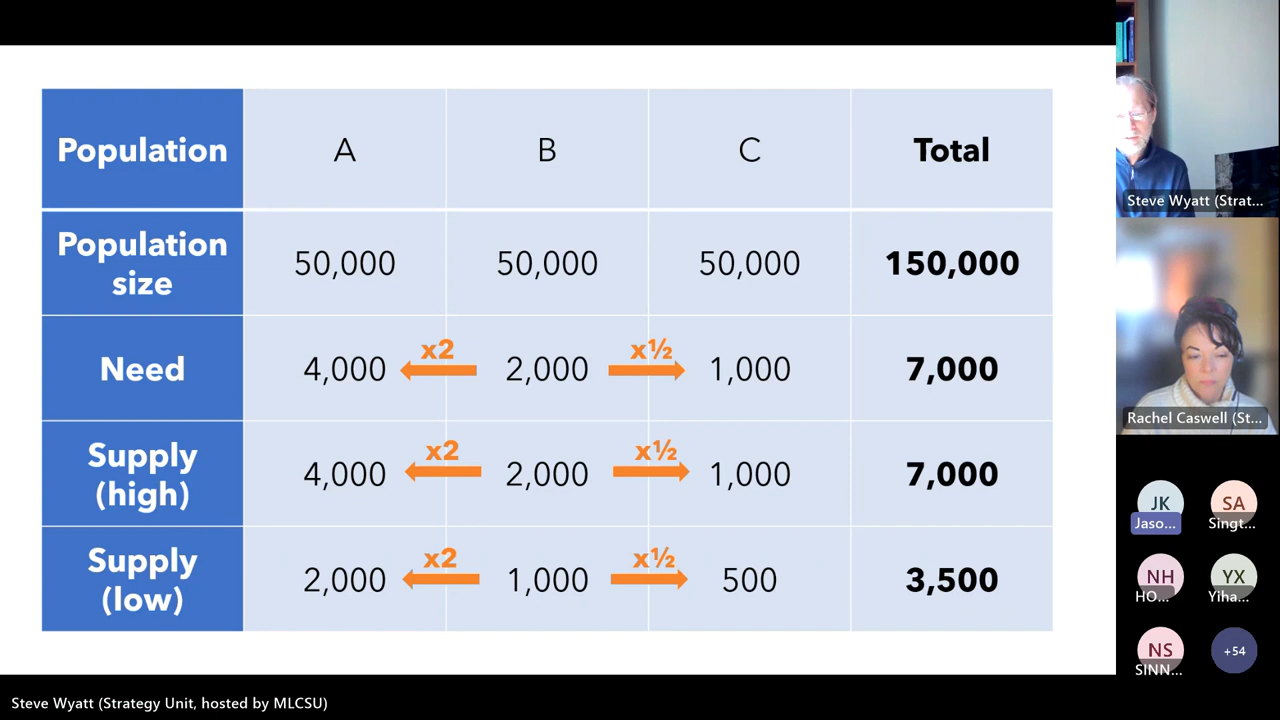 Population A B C Total
Population
size
50,000 50,000 50,000 150,000
Need 4,000 x2 2,000 x½ 1,000 7,000
Supply
(high)
4,000 x2 2,000 x½ 1,000 7,000
Supply
(low)
2,000 x2 1,000 x½ 500 3,500
Steve Wyatt (Strat...
Rachel Caswell (St...
JK SA
Jaso... Singt...
NH YX
HO... Yiha...
NS +54
SINN...
Steve Wyatt (Strategy Unit, hosted by MLCSU)